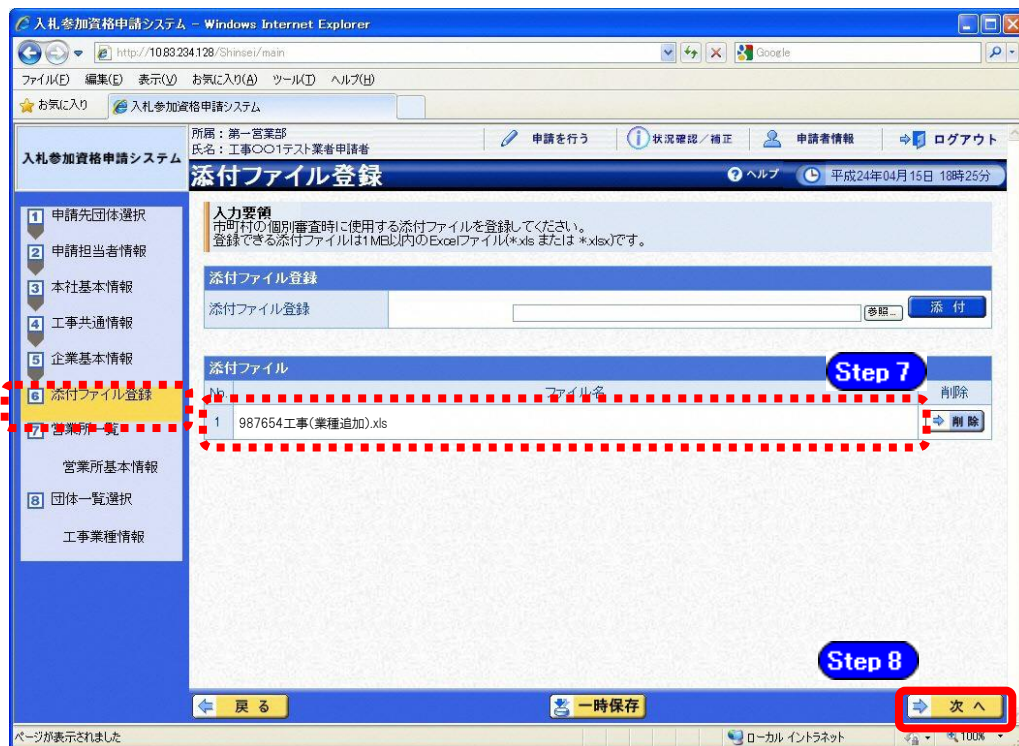 入札参加資格申請システム - Windows Internet Explorer
http://10.83.234.128/Shinsei/main
Google
ファイル(F) 編集(E) 表示(V) お気に入り(A) ツール(T) ヘルプ(H)
お気に入り 入札参加資格申請システム
入札参加資格申請システム
所属：第一営業部
氏名：工事〇〇1テスト業者申請者
申請を行う 状況確認／補正 申請者情報 ログアウト
添付ファイル登録
ヘルプ 平成24年04月15日 18時25分
1 申請先団体選択
2 申請担当者情報
3 本社基本情報
4 工事共通情報
5 企業基本情報
6 添付ファイル登録
7 営業所一覧
営業所基本情報
8 団体一覧選択
工事業種情報
入力要領
市町村の個別審査時に使用する添付ファイルを登録してください。
登録できる添付ファイルは1MB以内のExcelファイル(*.xls または *.xlsx)です。
添付ファイル登録
添付ファイル登録 参照... 添 付
添付ファイル
Step 7
No. ファイル名 削除
1 987654工事(業種追加).xls 削 除
Step 8
戻 る 一時保存 次 へ
ページが表示されました ローカル イントラネット 100%